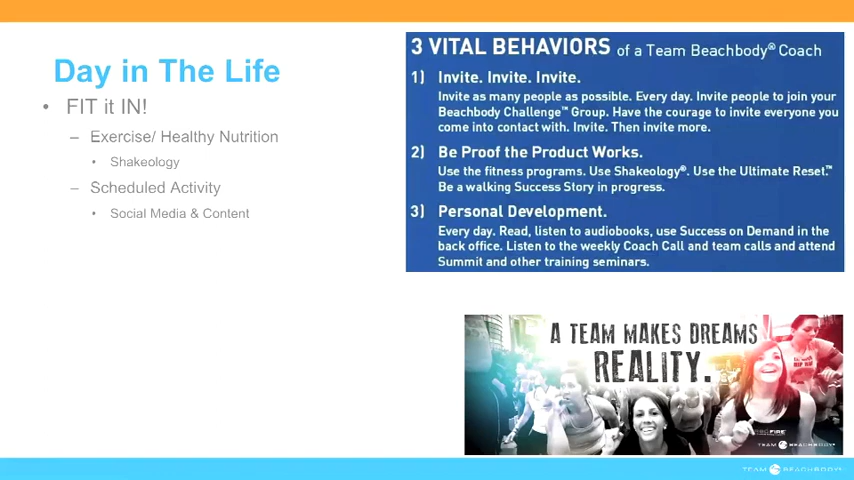 Day in The Life
• FIT it IN!
– Exercise/ Healthy Nutrition
• Shakeology
– Scheduled Activity
• Social Media & Content
3 VITAL BEHAVIORS of a Team Beachbody® Coach
1) Invite. Invite. Invite.
Invite as many people as possible. Every day. Invite people to join your
Beachbody Challenge™ Group. Have the courage to invite everyone you
come into contact with. Invite. Then invite more.
2) Be Proof the Product Works.
Use the fitness programs. Use Shakeology®. Use the Ultimate Reset.™
Be a walking Success Story in progress.
3) Personal Development.
Every day. Read, listen to audiobooks, use Success on Demand in the
back office. Listen to the weekly Coach Call and team calls and attend
Summit and other training seminars.
A TEAM MAKES DREAMS
REALITY.
TEAM BEACHBODY
TEAM BEACHBODY